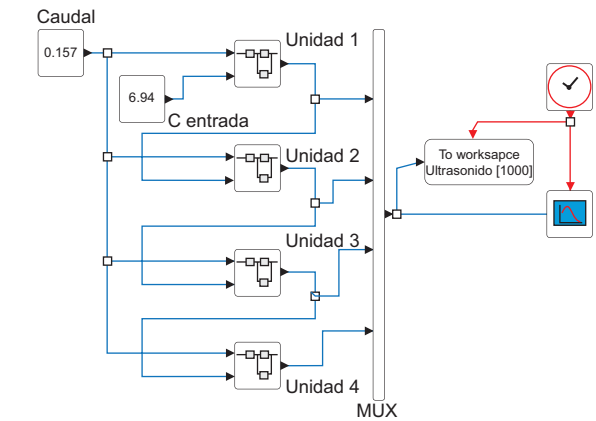 Caudal
0.157
Unidad 1
6.94
C entrada
Unidad 2
To worksapce
Ultrasonido [1000]
Unidad 3
Unidad 4
MUX